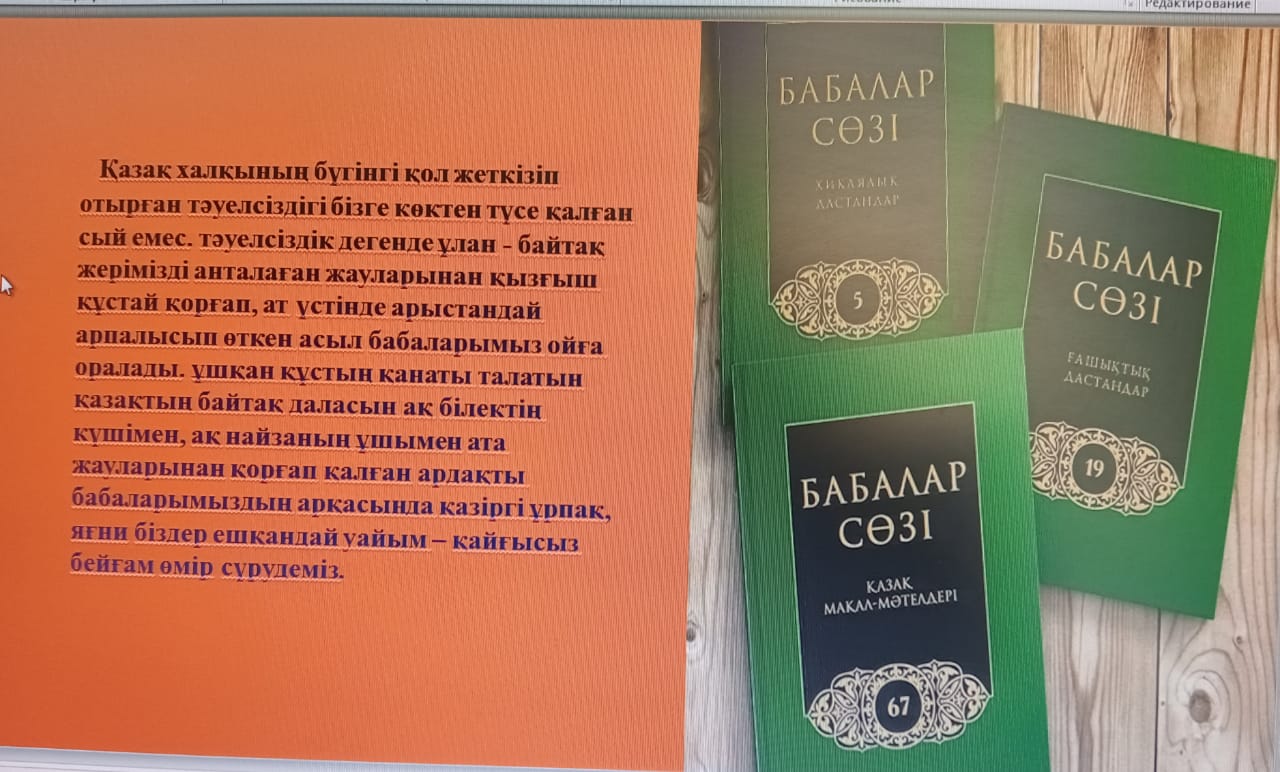 Редактирование
Қазақ халқының бүгінгі қол жеткізіп
отырған тәуелсіздігі бізге көктен түсе қалған
сый емес. тәуелсіздік дегенде ұлан - байтақ
жерімізді анталаған жауларынан қызғыш
құстай қорғап, ат үстінде арыстандай
арпалысып өткен асыл бабаларымыз ойға
оралады. ұшқан құстың қанаты талатын
қазақтың байтақ даласын ақ білектің
күшімен, ақ найзаның ұшымен ата
жауларынан қорғап қалған ардақты
бабаларымыздың арқасында қазіргі ұрпақ,
яғни біздер ешқандай уайым – қайғысыз
бейғам өмір сүрудеміз.
БАБАЛАР
СӨЗІ
ХИКАЯЛЫҚ
ДАСТАНДАР
5
БАБАЛАР
СӨЗІ
ҒАШЫҚТЫҚ
ДАСТАНДАР
19
БАБАЛАР
СӨЗІ
ҚАЗАҚ
МАҚАЛ-МӘТЕЛДЕРІ
67